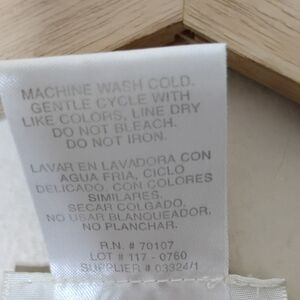 MACHINE WASH COLD.
GENTLE CYCLE WITH
LIKE COLORS, LINE DRY
DO NOT BLEACH.
DO NOT IRON.
LAVAR EN LAVADORA CON
AGUA FRIA, CICLO
DELICADO. CON COLORES
SIMILARES.
SECAR COLGADO.
NO USAR BLANQUEADOR.
NO PLANCHAR.
R.N. # 70107
LOT # 117 - 0760
SUPPLIER # 03324/1